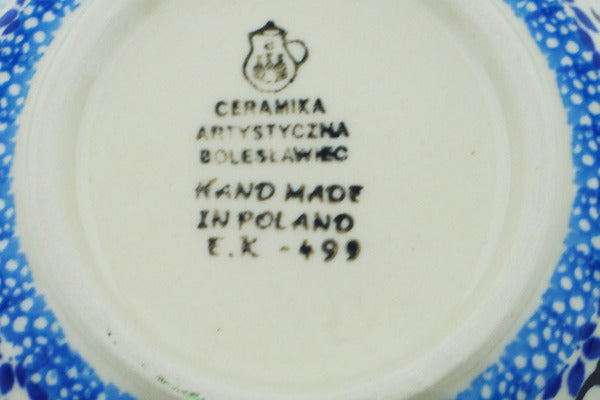 CERAMIKA
ARTYSTYCZNA
BOLESŁAWIEC
HAND MADE
IN POLAND
E.K - 499